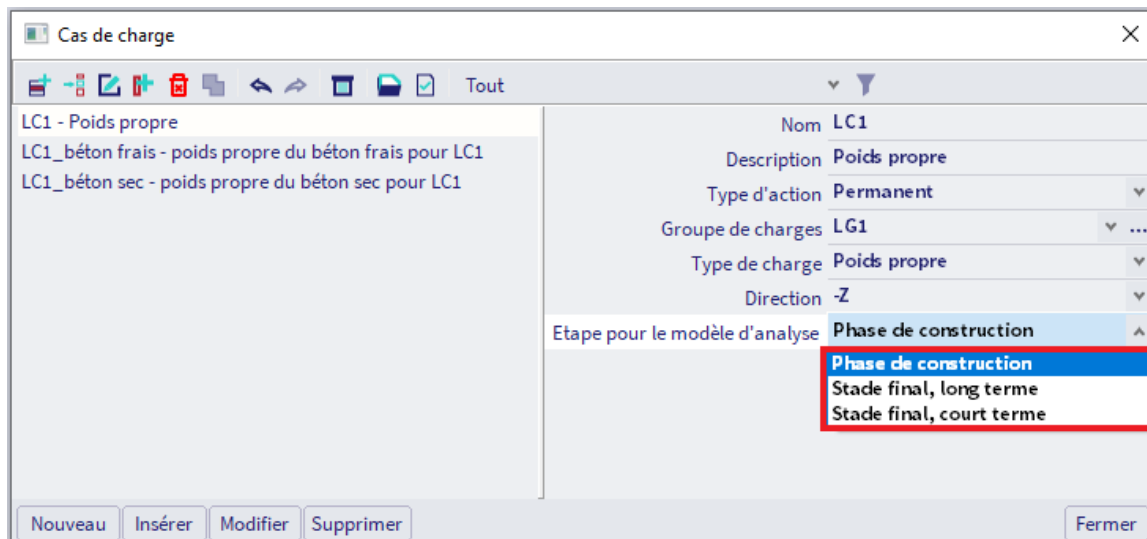 Cas de charge
Tout
LC1 - Poids propre
LC1_béton frais - poids propre du béton frais pour LC1
LC1_béton sec - poids propre du béton sec pour LC1
Nom LC1
Description Poids propre
Type d'action Permanent
Groupe de charges LG1 ...
Type de charge Poids propre
Direction -Z
Etape pour le modèle d'analyse Phase de construction
Phase de construction
Stade final, long terme
Stade final, court terme
Nouveau Insérer Modifier Supprimer Fermer